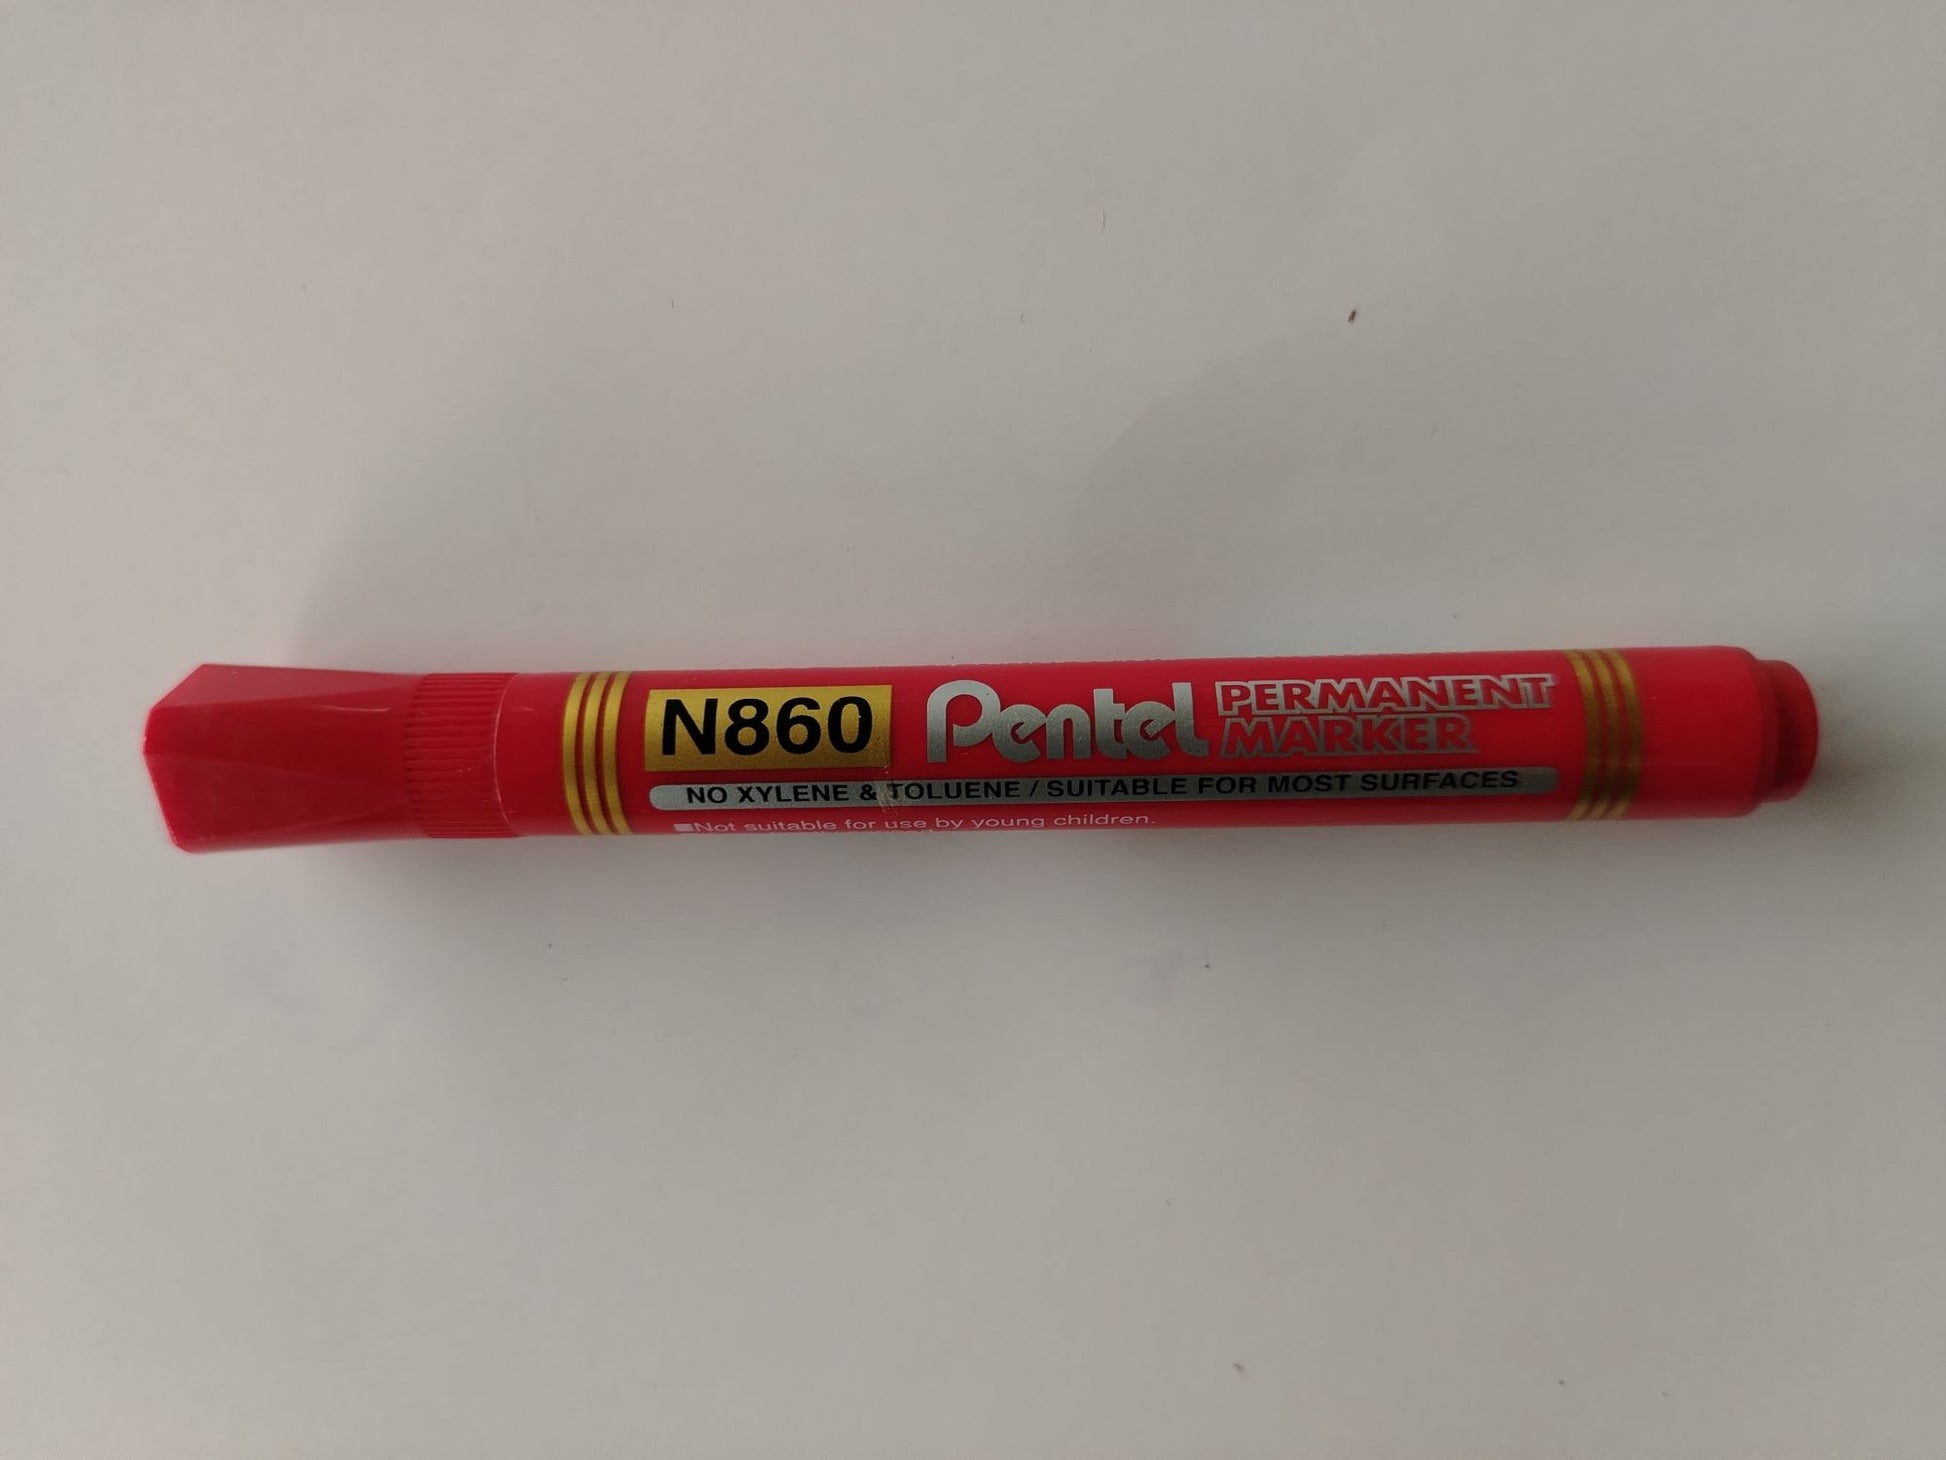 N860 Pentel PERMANENT
MARKER
NO XYLENE & TOLUENE / SUITABLE FOR MOST SURFACES
Not suitable for use by young children.